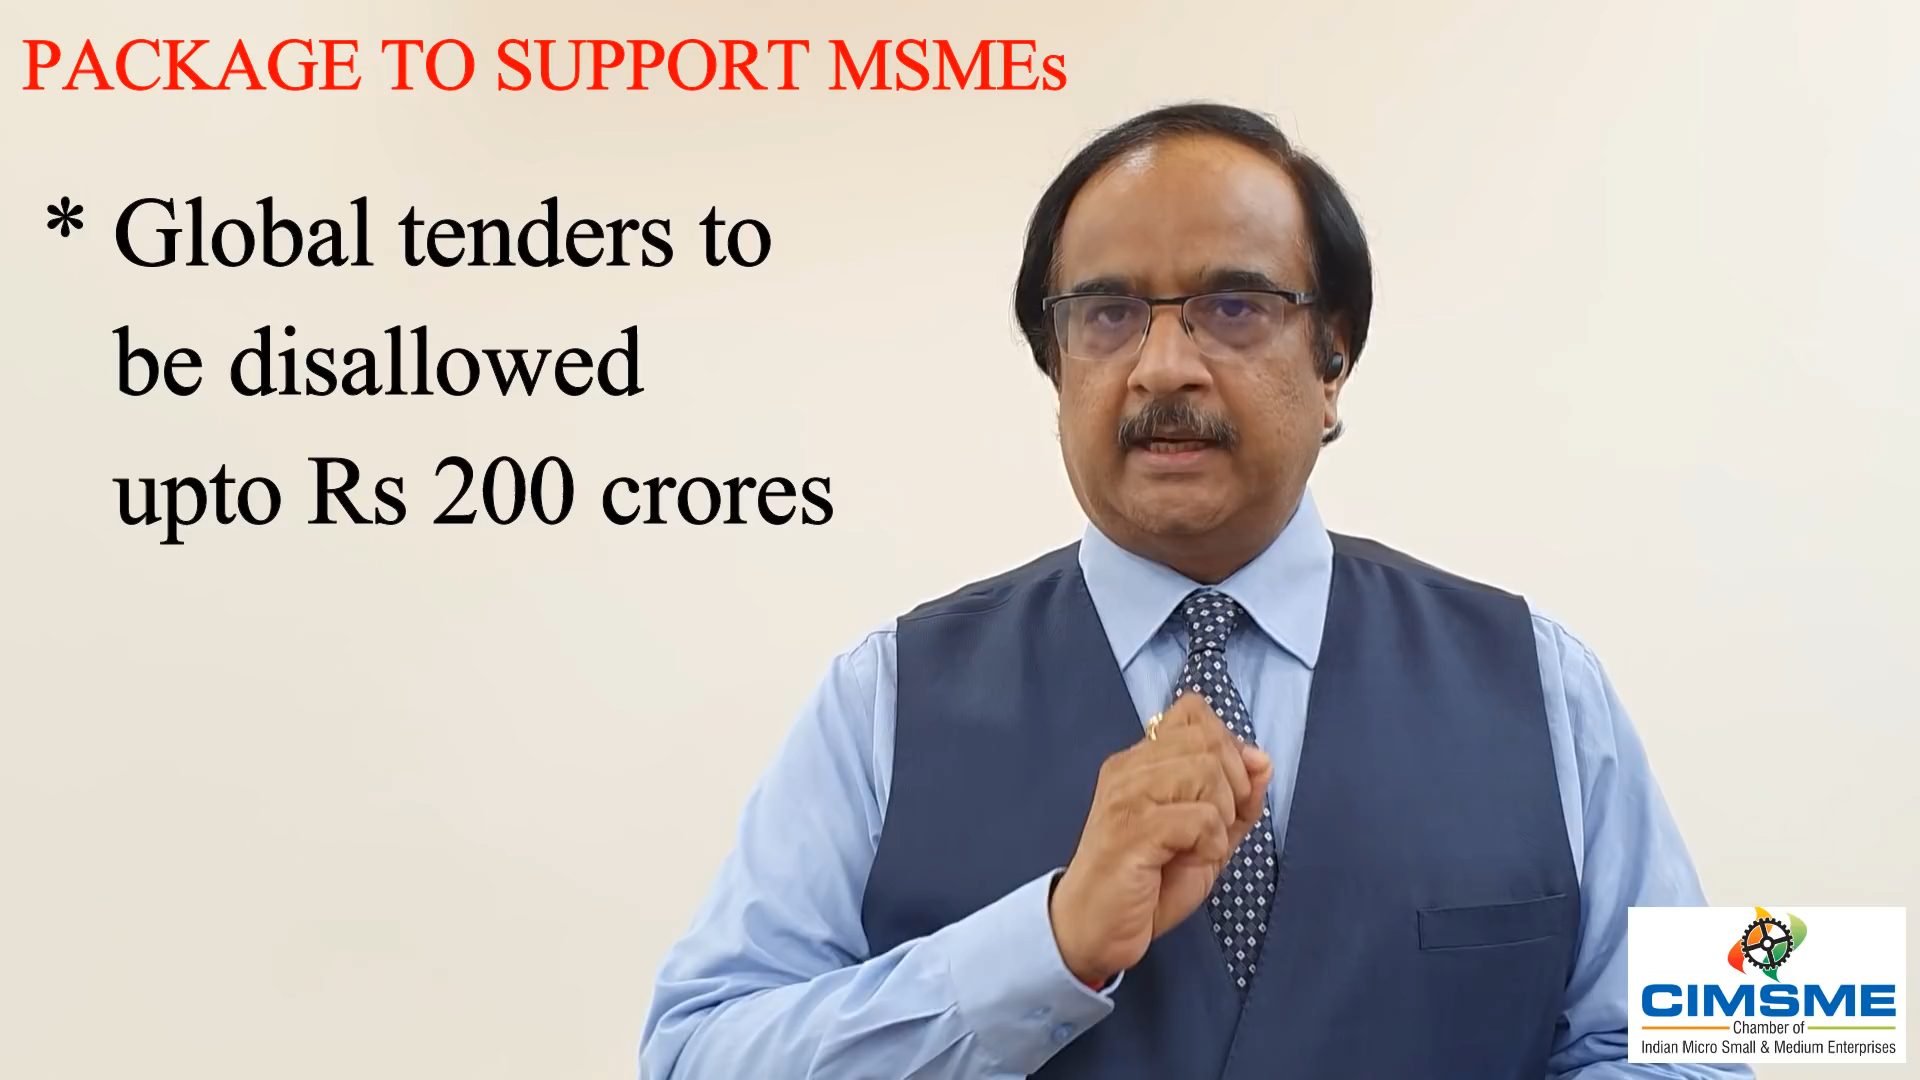 PACKAGE TO SUPPORT MSMEs
* Global tenders to
be disallowed
upto Rs 200 crores
CIMSME
Chamber of
Indian Micro Small & Medium Enterprises